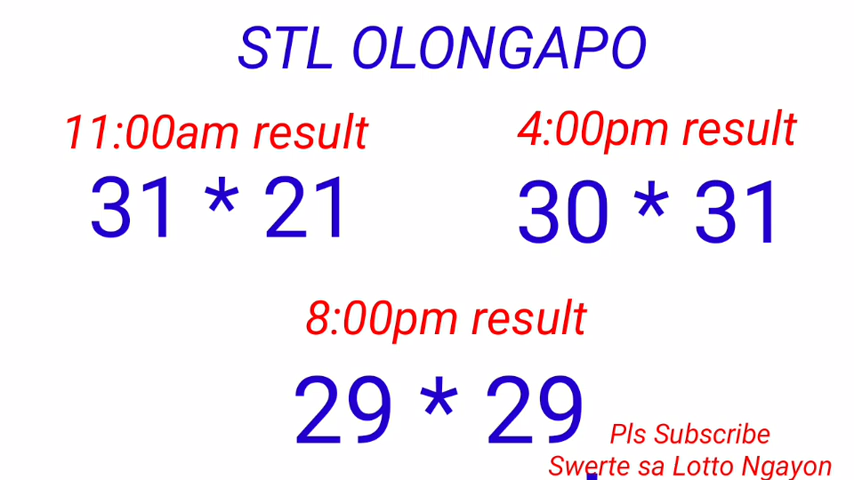 STL OLONGAPO
11:00am result
31 * 21
4:00pm result
30 * 31
8:00pm result
29 * 29
Pls Subscribe
Swerte sa Lotto Ngayon